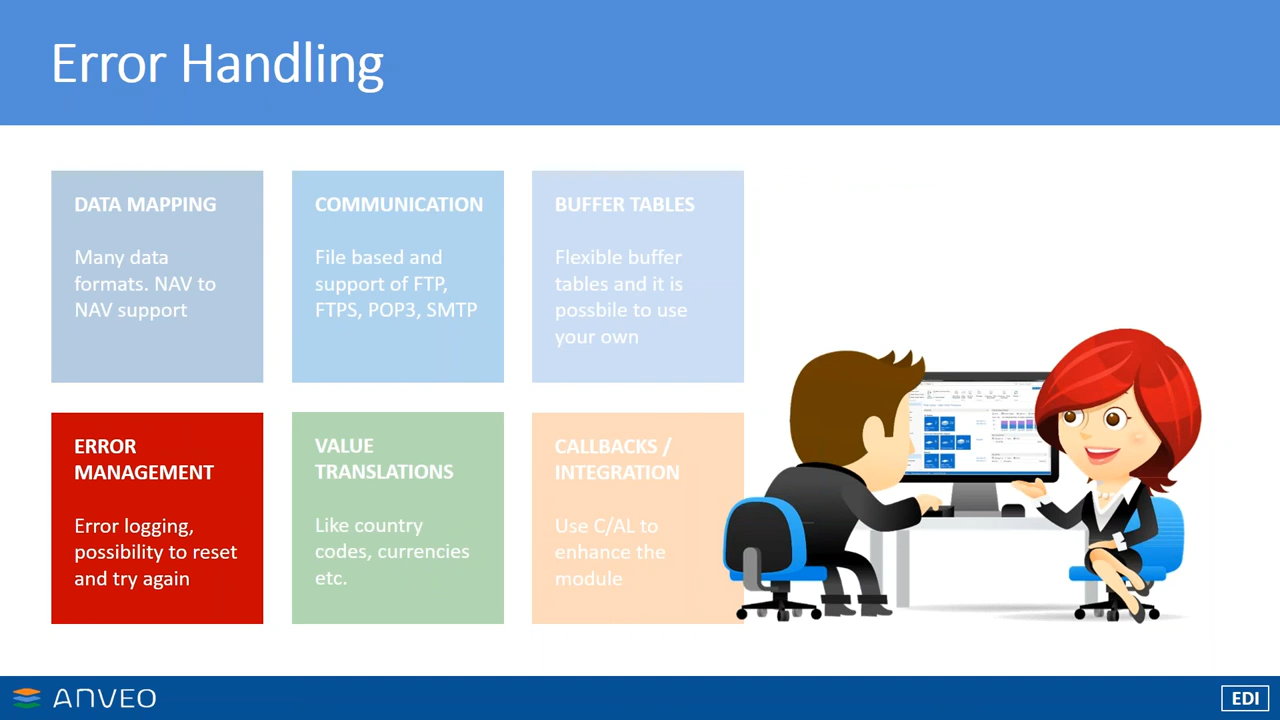 Error Handling
DATA MAPPING
Many data
formats. NAV to
NAV support
COMMUNICATION
File based and
support of FTP,
FTPS, POP3, SMTP
BUFFER TABLES
Flexible buffer
tables and it is
possbile to use
your own
ERROR
MANAGEMENT
Error logging,
possibility to reset
and try again
VALUE
TRANSLATIONS
Like country
codes, currencies
etc.
CALLBACKS /
INTEGRATION
Use C/AL to
enhance the
module
ANVEO
EDI